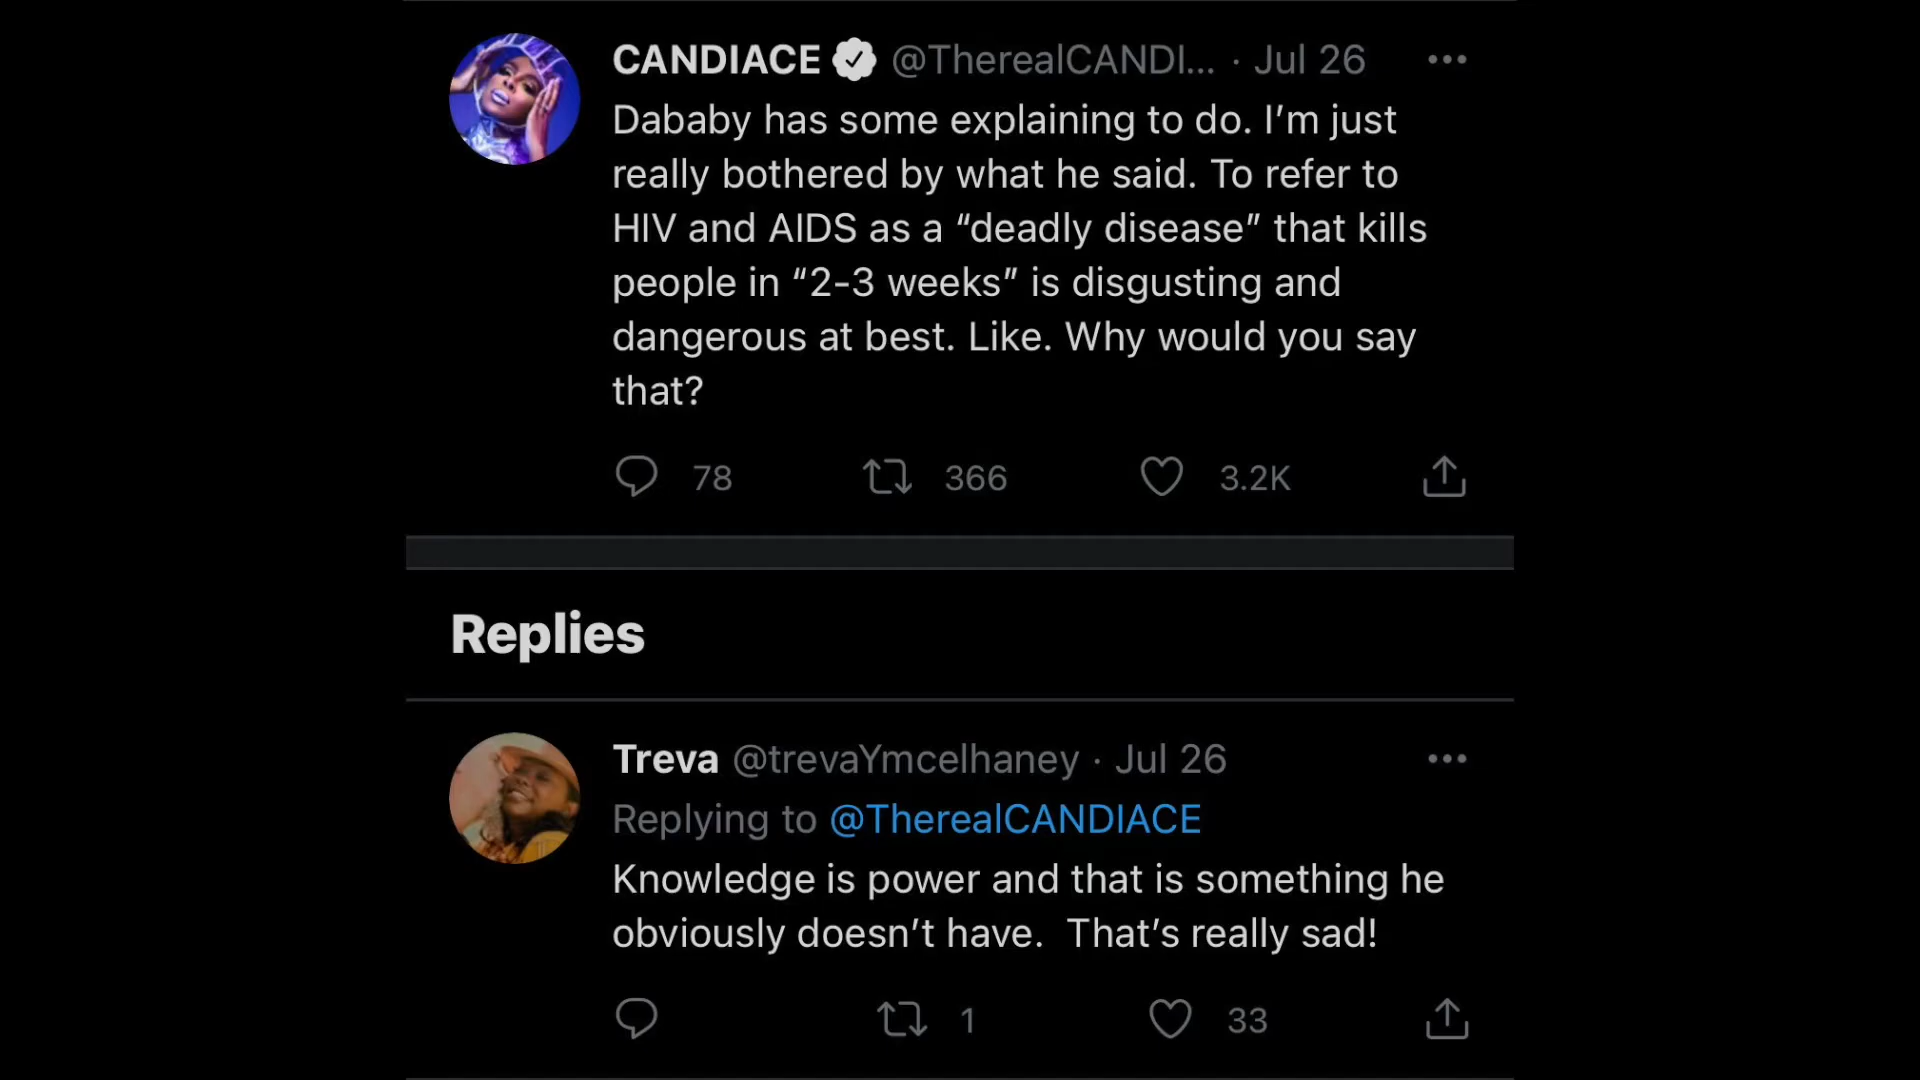 CANDIACE @TherealCANDI... · Jul 26
Dababy has some explaining to do. I’m just
really bothered by what he said. To refer to
HIV and AIDS as a “deadly disease” that kills
people in “2-3 weeks” is disgusting and
dangerous at best. Like. Why would you say
that?
78 366 3.2K
Replies
Treva @trevaYmcelhaney · Jul 26
Replying to @TherealCANDIACE
Knowledge is power and that is something he
obviously doesn’t have.  That’s really sad!
1 33